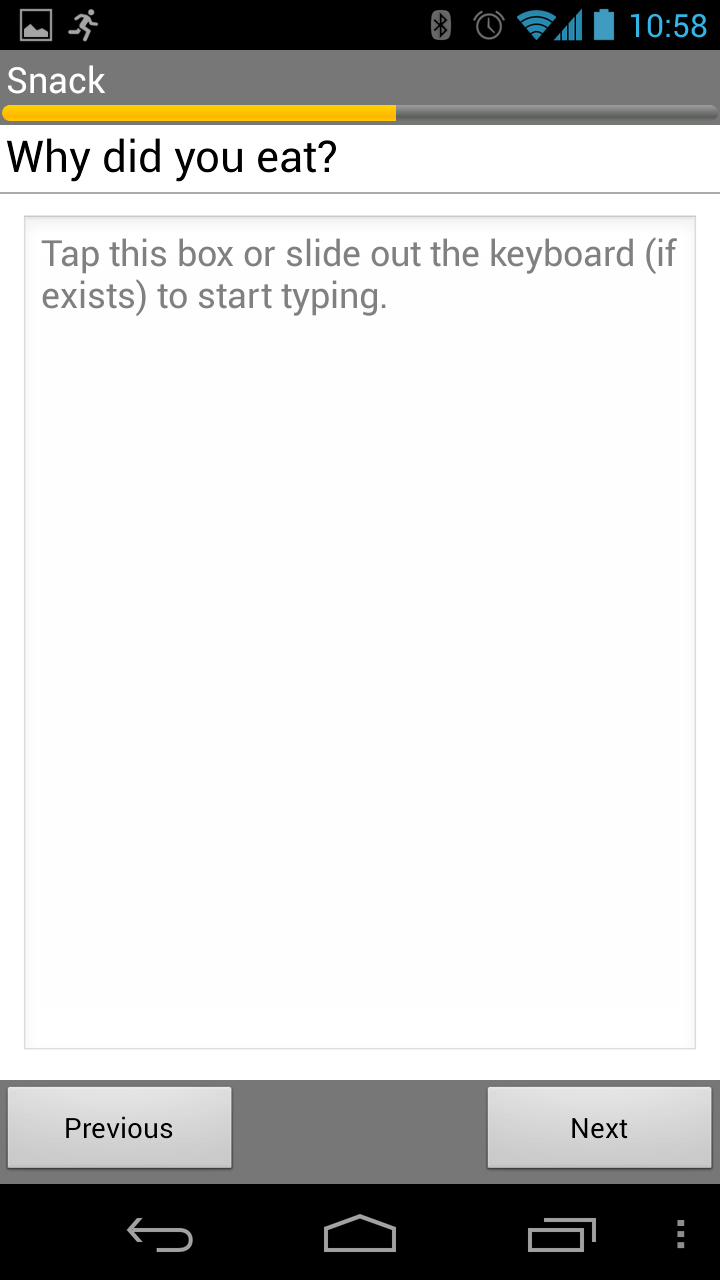 10:58
Snack
Why did you eat?
Tap this box or slide out the keyboard (if
exists) to start typing.
Previous
Next